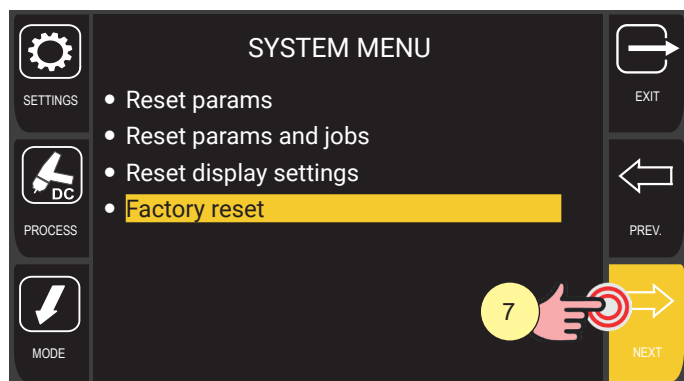 SYSTEM MENU
SETTINGS
DC
PROCESS
MODE
• Reset params
• Reset params and jobs
• Reset display settings
• Factory reset
7
EXIT
PREV.
NEXT